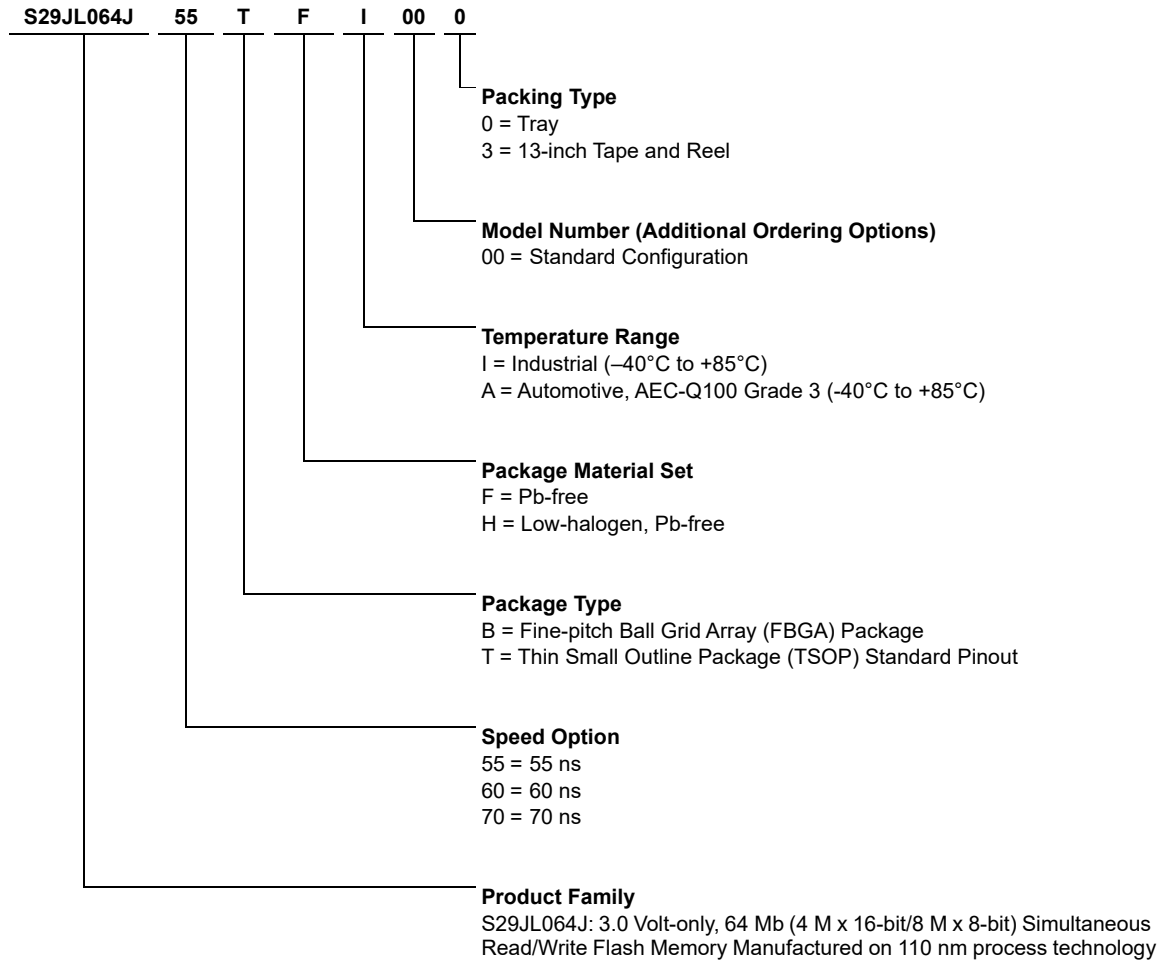 S29JL064J 55 T F I 00 0
Packing Type
0 = Tray
3 = 13-inch Tape and Reel
Model Number (Additional Ordering Options)
00 = Standard Configuration
Temperature Range
I = Industrial (–40°C to +85°C)
A = Automotive, AEC-Q100 Grade 3 (-40°C to +85°C)
Package Material Set
F = Pb-free
H = Low-halogen, Pb-free
Package Type
B = Fine-pitch Ball Grid Array (FBGA) Package
T = Thin Small Outline Package (TSOP) Standard Pinout
Speed Option
55 = 55 ns
60 = 60 ns
70 = 70 ns
Product Family
S29JL064J: 3.0 Volt-only, 64 Mb (4 M x 16-bit/8 M x 8-bit) Simultaneous
Read/Write Flash Memory Manufactured on 110 nm process technology